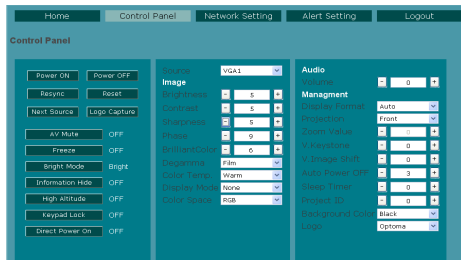 Home Control Panel Network Setting Alert Setting Logout
Control Panel
Power ON Power OFF
Resync Reset
Next Source Logo Capture
AV Mute OFF
Freeze OFF
Bright Mode Bright
Information Hide OFF
High Altitude OFF
Keypad Lock OFF
Direct Power On OFF
Source VGA1
Image
Brightness - 5 +
Contrast - 5 +
Sharpness - 5 +
Phase - 9 +
BrilliantColor - 6 +
Degamma Film
Color Temp Warm
Display Mode None
Color Space RGB
Audio
Volume - 0 +
Managment
Display Format Auto
Projection Front
Zoom Value - 0 +
V.Keystone - 0 +
V.Image Shift - 0 +
Auto Power OFF - 3 +
Sleep Timer - 0 +
Project ID - 0 +
Background Color Black
Logo Optoma